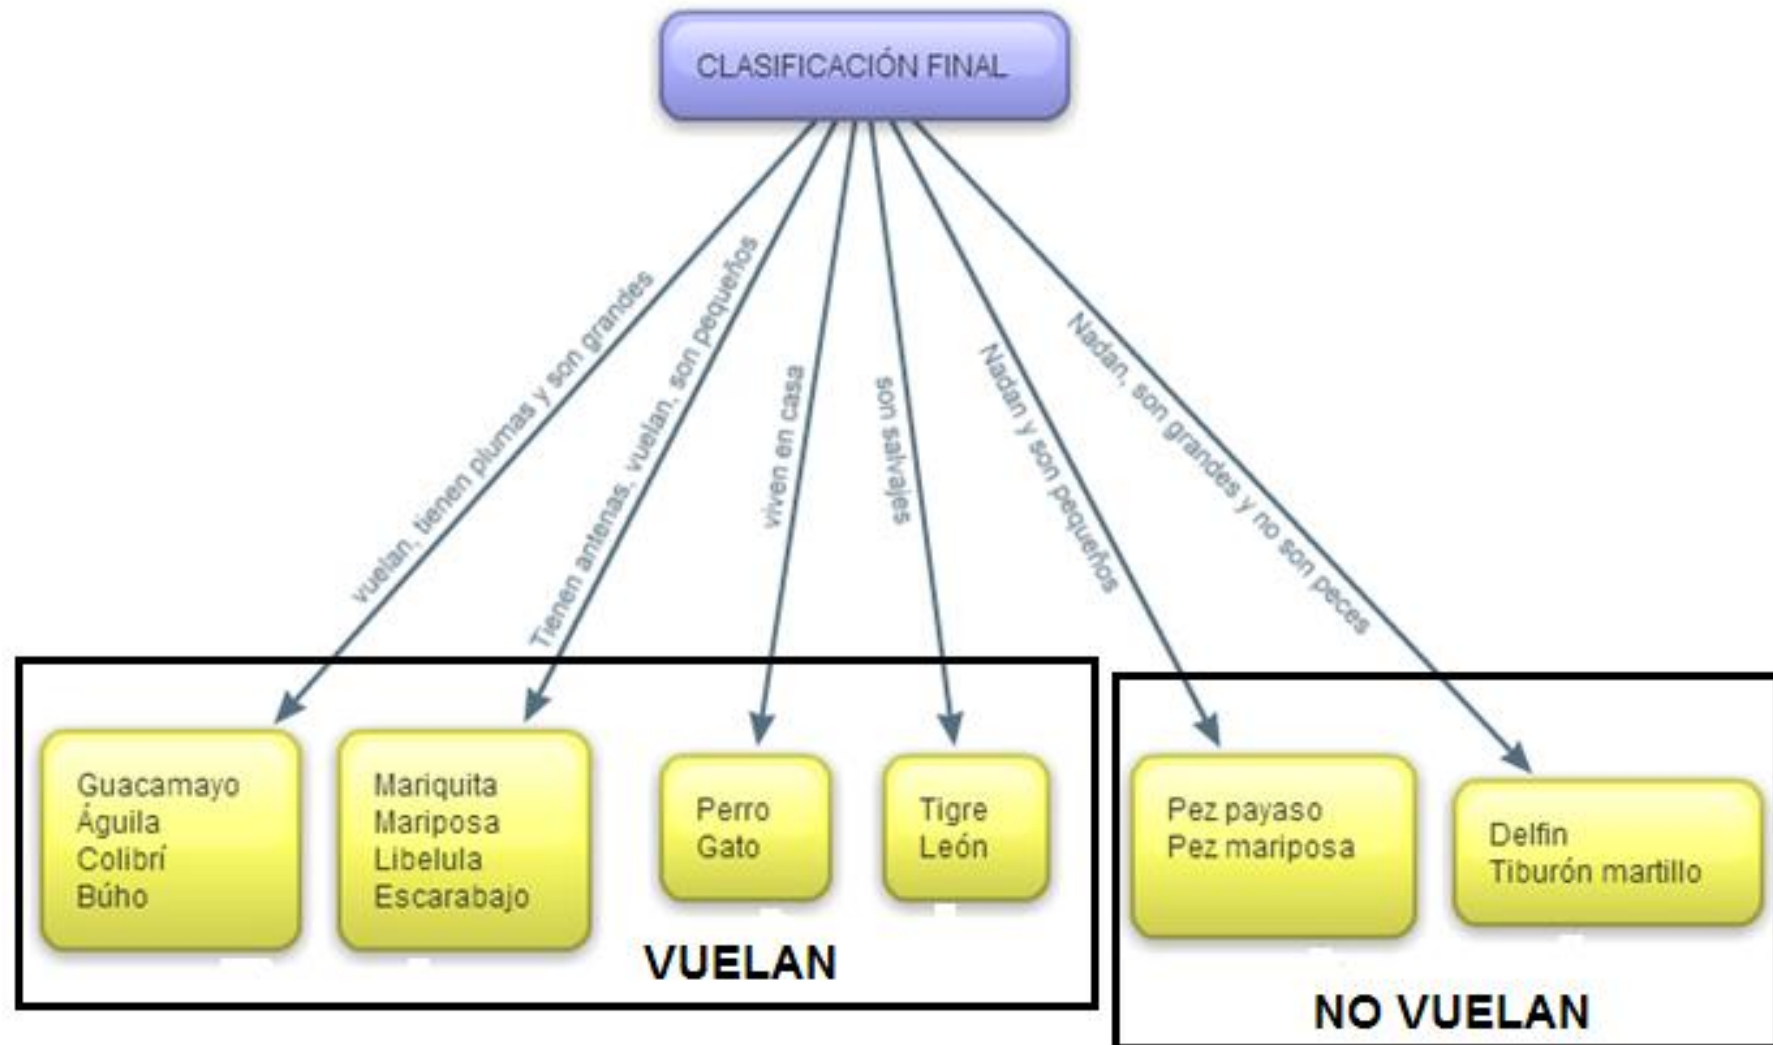 CLASIFICACIÓN FINAL
vuelan, tienen plumas y son grandes
Tienen antenas, vuelan, son pequeños
viven en casa
son salvajes
Nadan y son pequeños
Nadan, son grandes y no son peces
Guacamayo
Águila
Colibrí
Búho
Mariquita
Mariposa
Libelula
Escarabajo
Perro
Gato
Tigre
León
Pez payaso
Pez mariposa
Delfin
Tiburón martillo
VUELAN
NO VUELAN